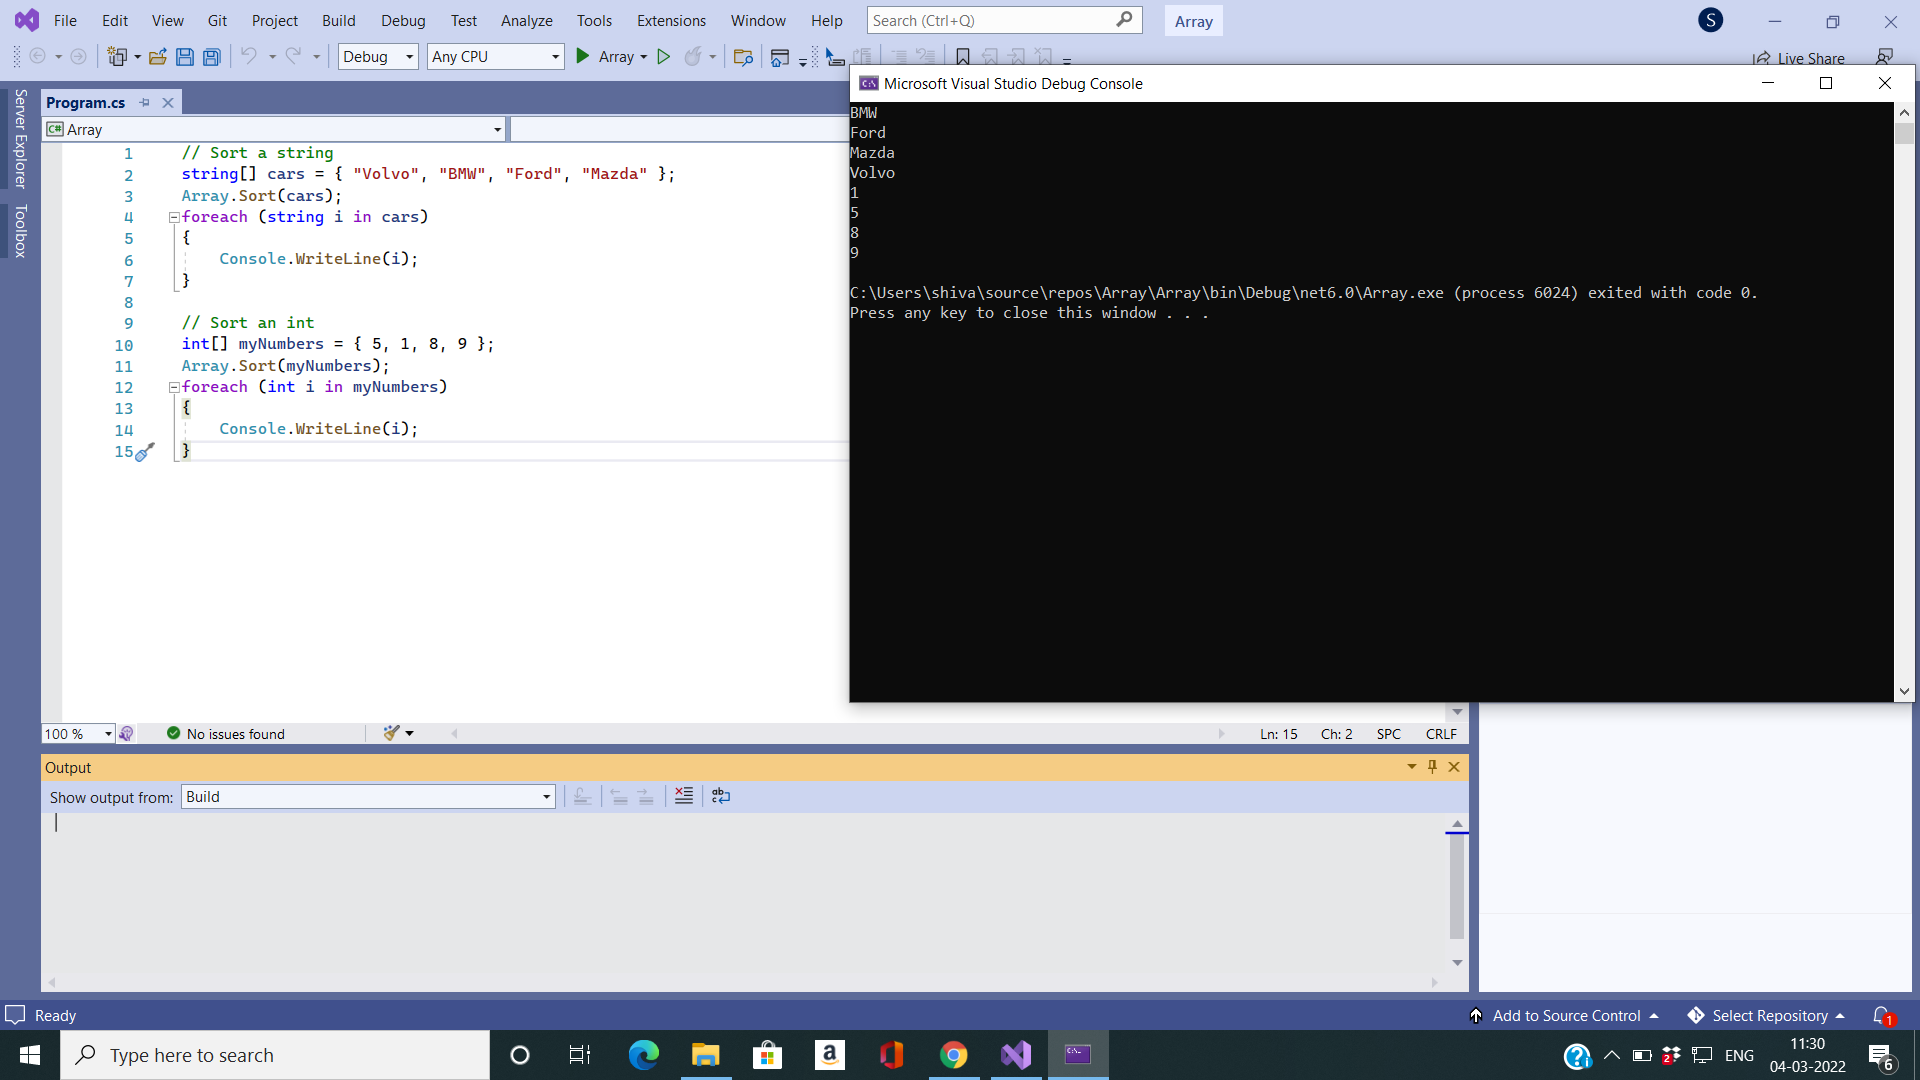 File Edit View Git Project Build Debug Test Analyze Tools Extensions Window Help Search (Ctrl+Q) Array S
Debug Any CPU Array Live Share
Server Explorer
Toolbox
Program.cs
C# Array
1 // Sort a string
2 string[] cars = { "Volvo", "BMW", "Ford", "Mazda" };
3 Array.Sort(cars);
4 foreach (string i in cars)
5 {
6 Console.WriteLine(i);
7 }
8
9 // Sort an int
10 int[] myNumbers = { 5, 1, 8, 9 };
11 Array.Sort(myNumbers);
12 foreach (int i in myNumbers)
13 {
14 Console.WriteLine(i);
15 }
Microsoft Visual Studio Debug Console
BMW
Ford
Mazda
Volvo
1
5
8
9
C:\Users\shiva\source\repos\Array\Array\bin\Debug\net6.0\Array.exe (process 6024) exited with code 0.
Press any key to close this window . . .
100 % No issues found Ln: 15 Ch: 2 SPC CRLF
Output
Show output from: Build
Ready Add to Source Control Select Repository 1
Type here to search
2 ENG 11:30
04-03-2022 6